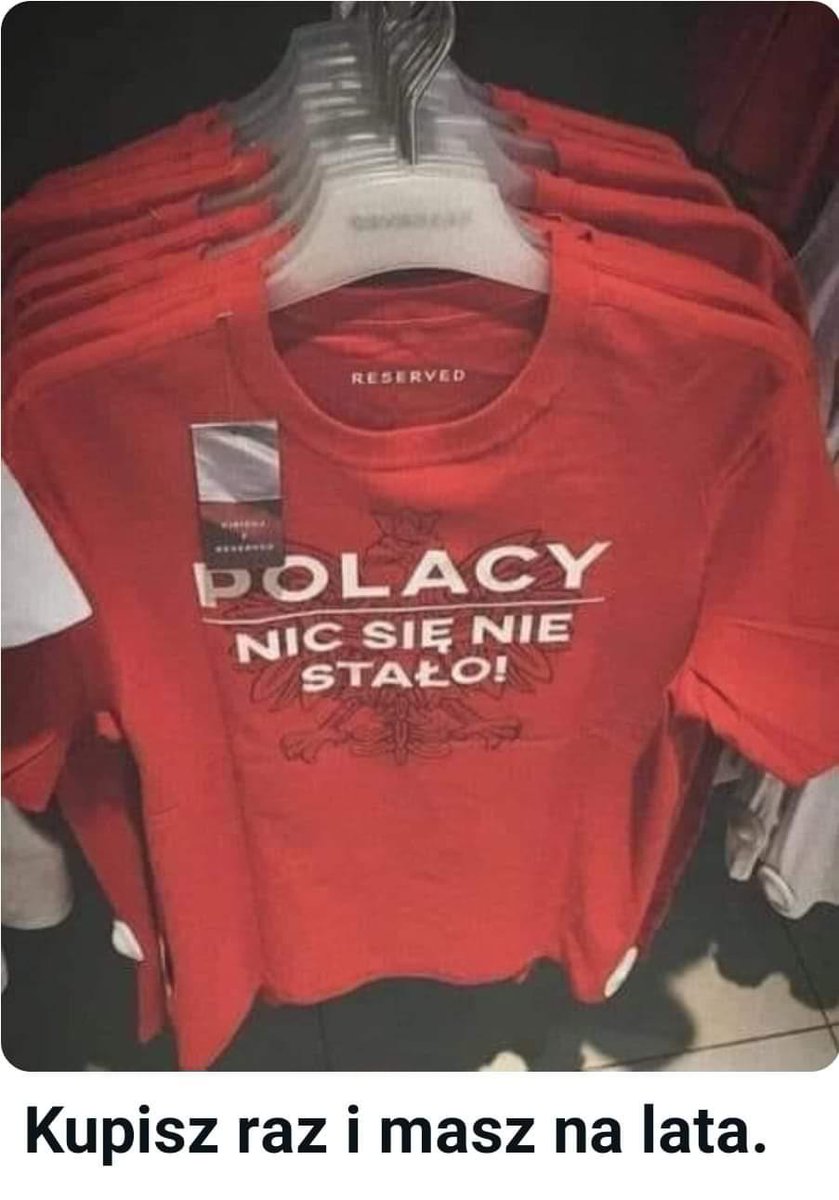 RESERVED
POLACY
NIC SIĘ NIE
STAŁO!
Kupisz raz i masz na lata.